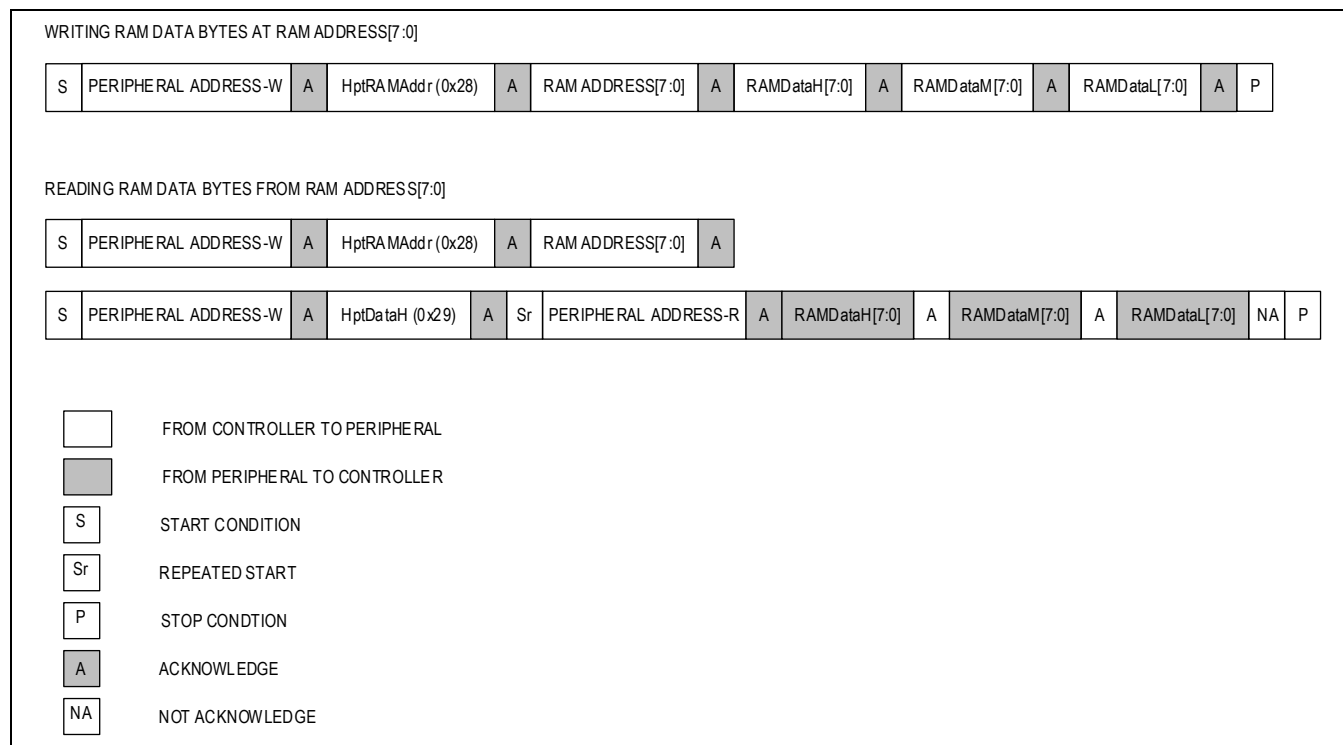 WRITING RAM DATA BYTES AT RAM ADDRESS[7:0]
S PERIPHERAL ADDRESS-W A HptRAMAddr (0x28) A RAM ADDRESS[7:0] A RAMDataH[7:0] A RAMDataM[7:0] A RAMDataL[7:0] A P
READING RAM DATA BYTES FROM RAM ADDRESS[7:0]
S PERIPHERAL ADDRESS-W A HptRAMAddr (0x28) A RAM ADDRESS[7:0] A
S PERIPHERAL ADDRESS-W A HptDataH (0x29) A Sr PERIPHERAL ADDRESS-R A RAMDataH[7:0] A RAMDataM[7:0] A RAMDataL[7:0] NA P
FROM CONTROLLER TO PERIPHERAL
FROM PERIPHERAL TO CONTROLLER
S START CONDITION
Sr REPEATED START
P STOP CONDTION
A ACKNOWLEDGE
NA NOT ACKNOWLEDGE